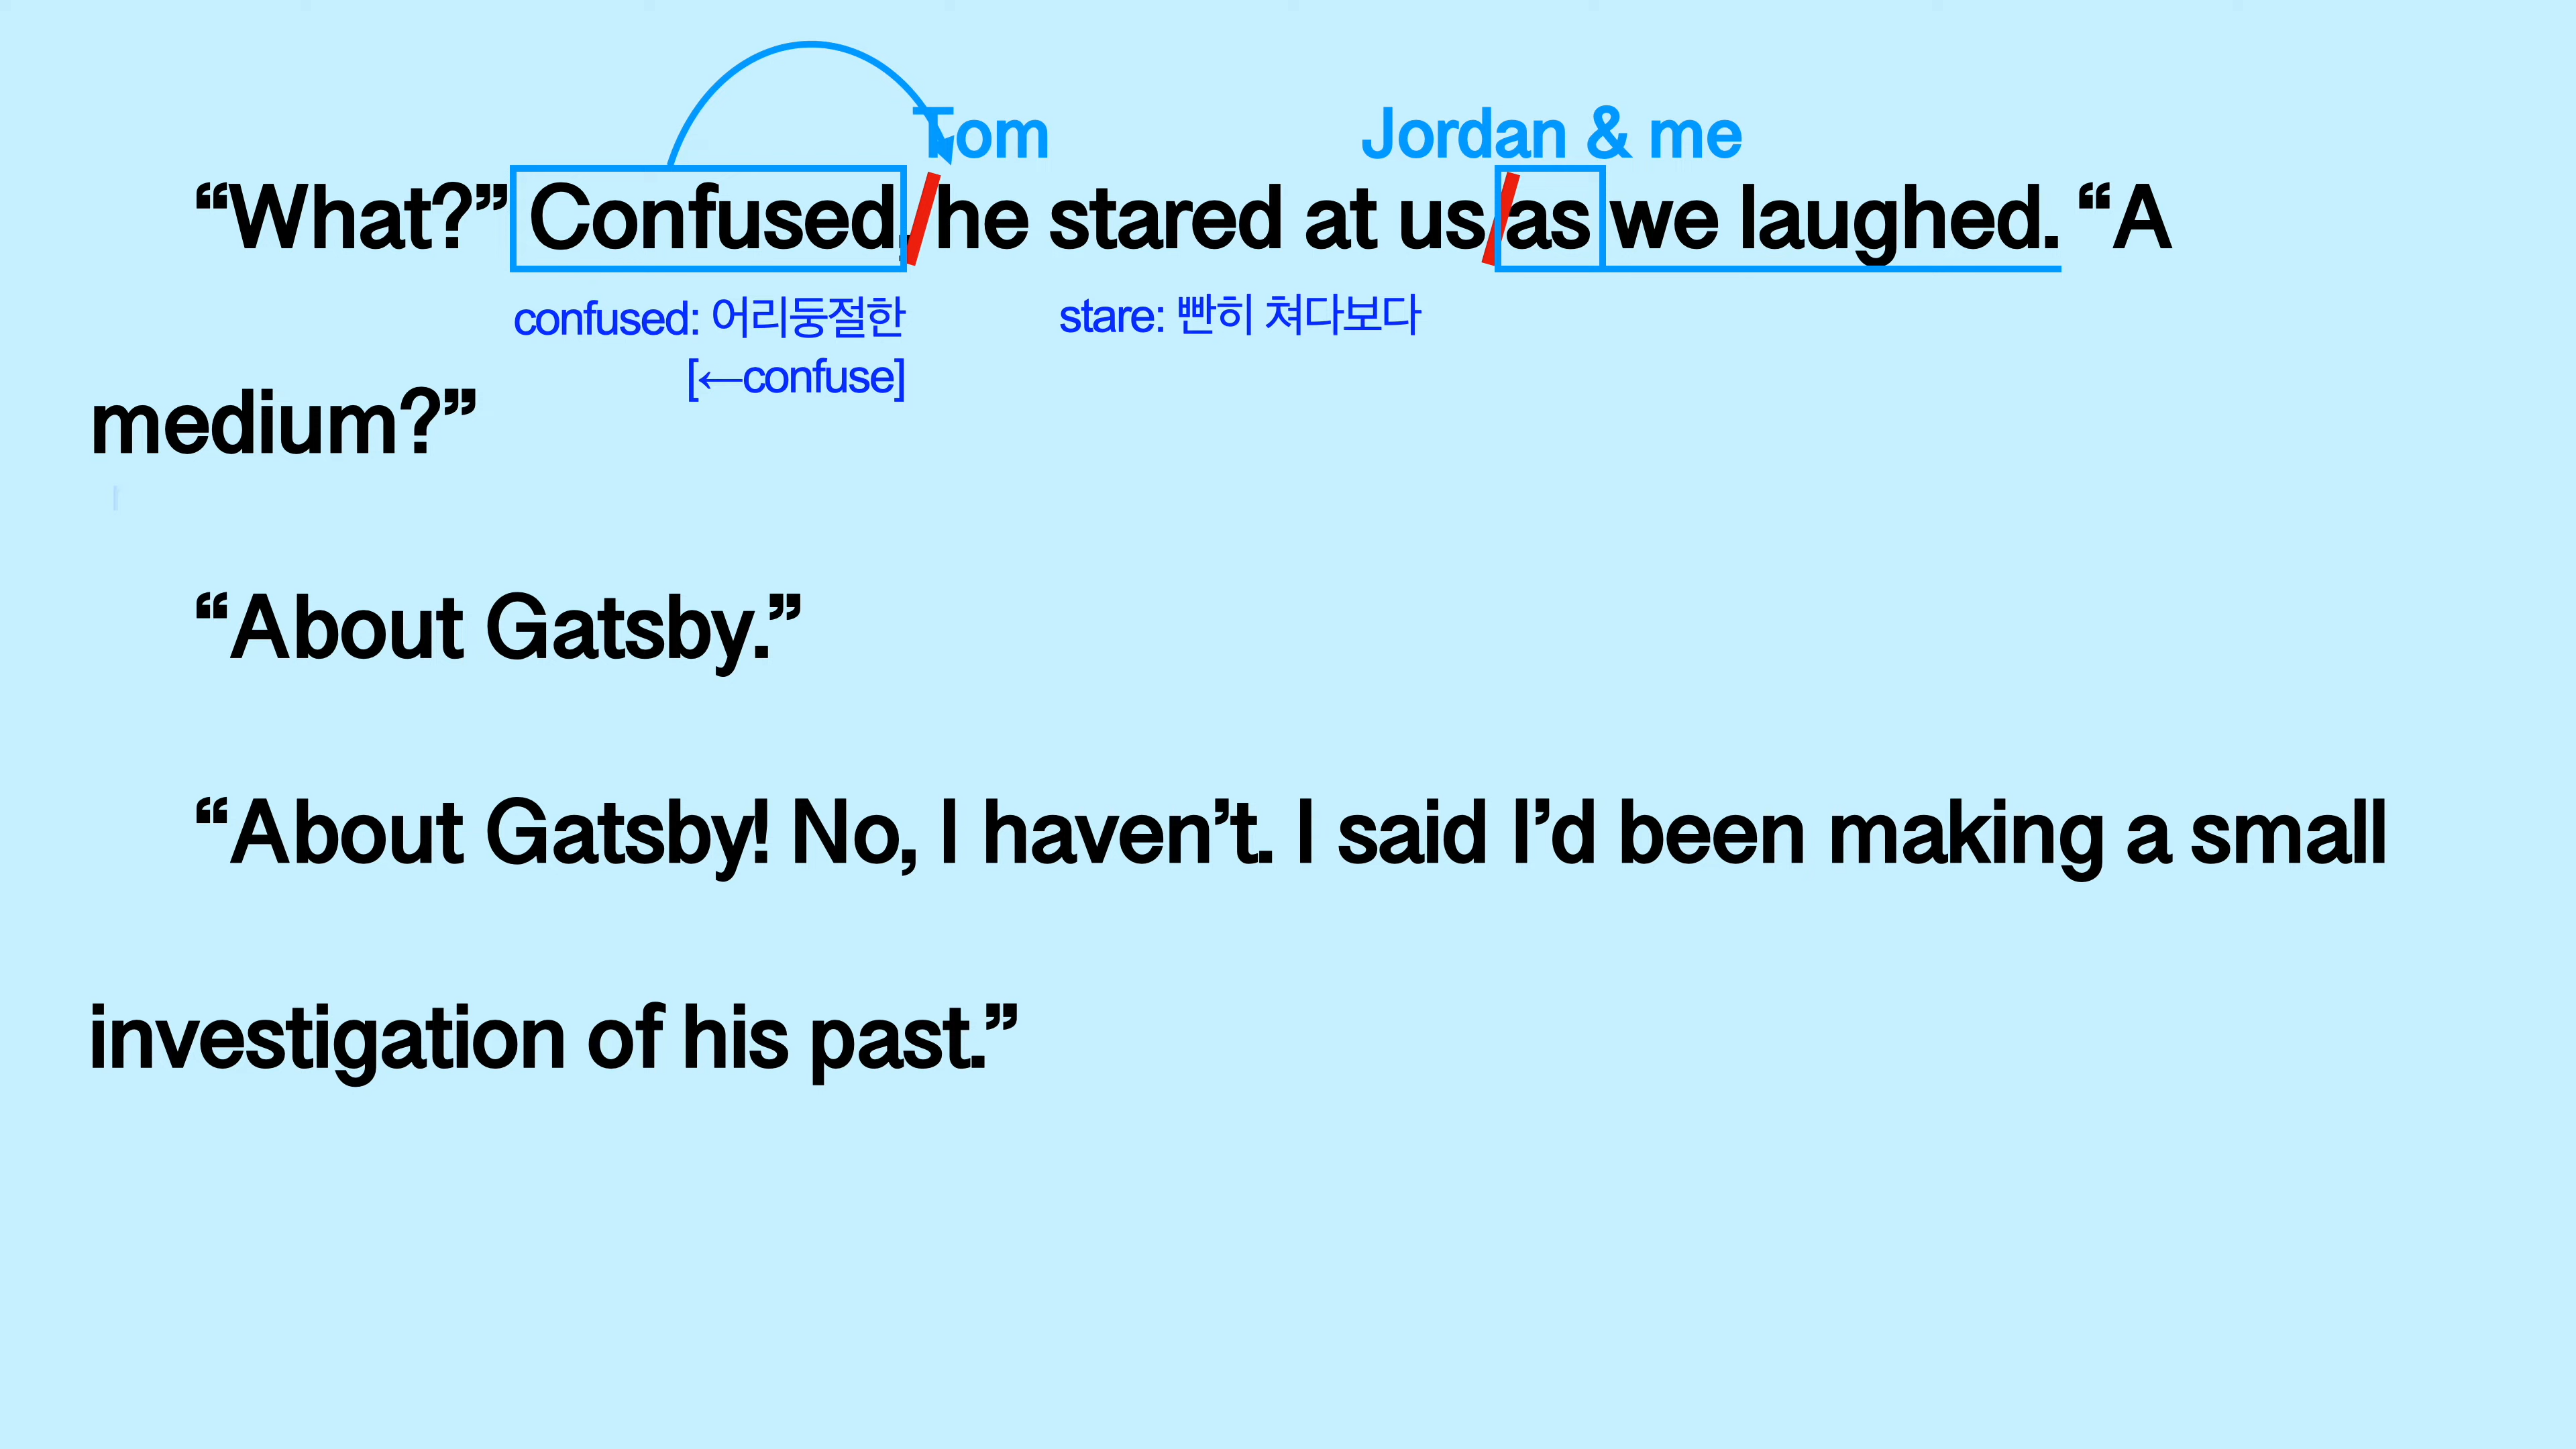 Tom Jordan & me
“What?” Confused, he stared at us as we laughed. “A
confused: 어리둥절한 stare: 빤히 쳐다보다
[←confuse]
medium?”
“About Gatsby.”
“About Gatsby! No, I haven’t. I said I’d been making a small
investigation of his past.”